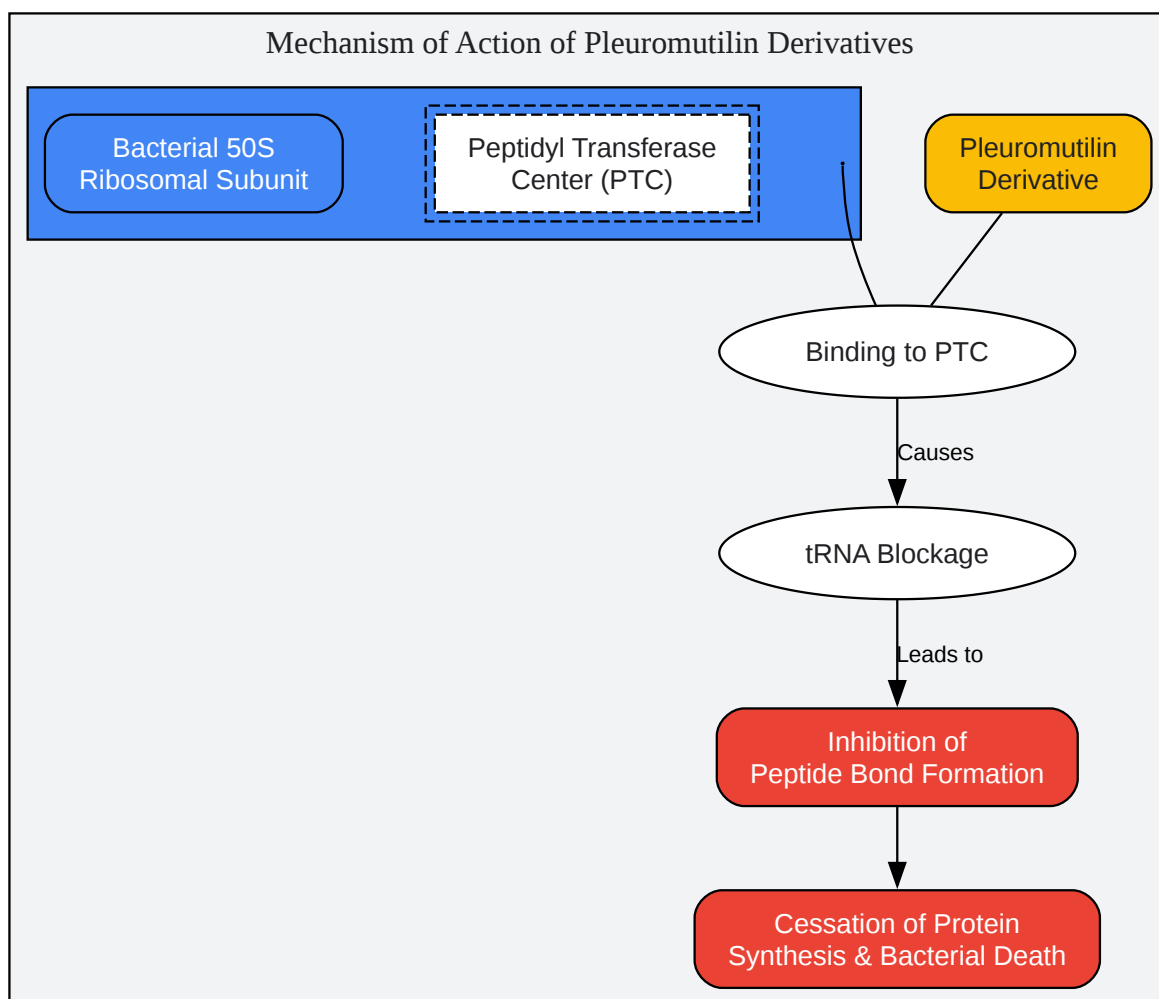 Mechanism of Action of Pleuromutilin Derivatives
Bacterial 50S
Ribosomal Subunit
Peptidyl Transferase
Center (PTC)
Pleuromutilin
Derivative
Binding to PTC
Causes
tRNA Blockage
Leads to
Inhibition of
Peptide Bond Formation
Cessation of Protein
Synthesis & Bacterial Death